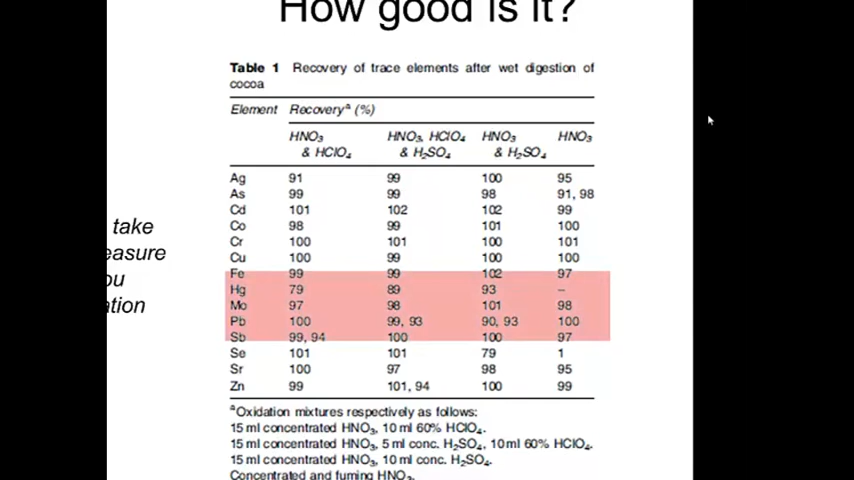 How good is it?
Table 1 Recovery of trace elements after wet digestion of
cocoa
Element Recoveryᵃ (%)
HNO₃ HNO₃, HClO₄ HNO₃ HNO₃
& HClO₄ & H₂SO₄ & H₂SO₄
Ag 91 99 100 95
As 99 99 98 91, 98
Cd 101 102 102 99
Co 98 99 101 100
Cr 100 101 100 101
Cu 100 99 100 100
Fe 99 99 102 97
Hg 79 89 93 –
Mo 97 98 101 98
Pb 100 99, 93 90, 93 100
Sb 99, 94 100 100 97
Se 101 101 79 1
Sr 100 97 98 95
Zn 99 101, 94 100 99
take
easure
ou
ation
ᵃOxidation mixtures respectively as follows:
15 ml concentrated HNO₃, 10 ml 60% HClO₄.
15 ml concentrated HNO₃, 5 ml conc. H₂SO₄, 10 ml 60% HClO₄.
15 ml concentrated HNO₃, 10 ml conc. H₂SO₄.
Concentrated and fuming HNO₃.